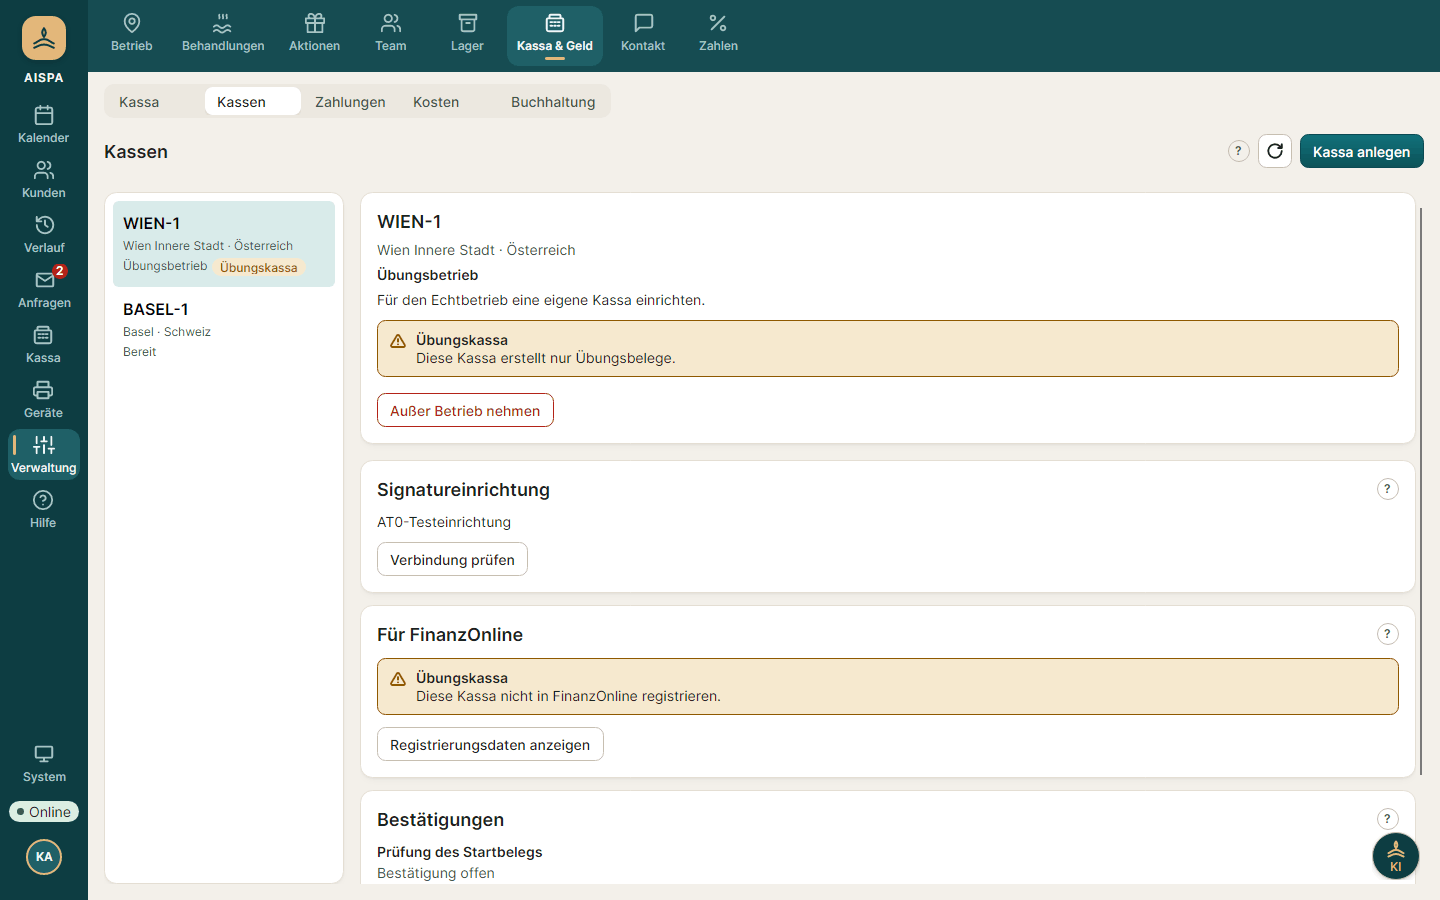 AISPA
Kalender
Kunden
Verlauf
2
Anfragen
Kassa
Geräte
Verwaltung
Hilfe
System
Online
KA
Betrieb
Behandlungen
Aktionen
Team
Lager
Kassa & Geld
Kontakt
Zahlen
Kassa
Kassen
Zahlungen
Kosten
Buchhaltung
Kassen
?
Kassa anlegen
WIEN-1
Wien Innere Stadt · Österreich
Übungsbetrieb Übungskassa
BASEL-1
Basel · Schweiz
Bereit
WIEN-1
Wien Innere Stadt · Österreich
Übungsbetrieb
Für den Echtbetrieb eine eigene Kassa einrichten.
Übungskassa
Diese Kassa erstellt nur Übungsbelege.
Außer Betrieb nehmen
Signatureinrichtung
?
AT0-Testeinrichtung
Verbindung prüfen
Für FinanzOnline
?
Übungskassa
Diese Kassa nicht in FinanzOnline registrieren.
Registrierungsdaten anzeigen
Bestätigungen
?
Prüfung des Startbelegs
Bestätigung offen
KI